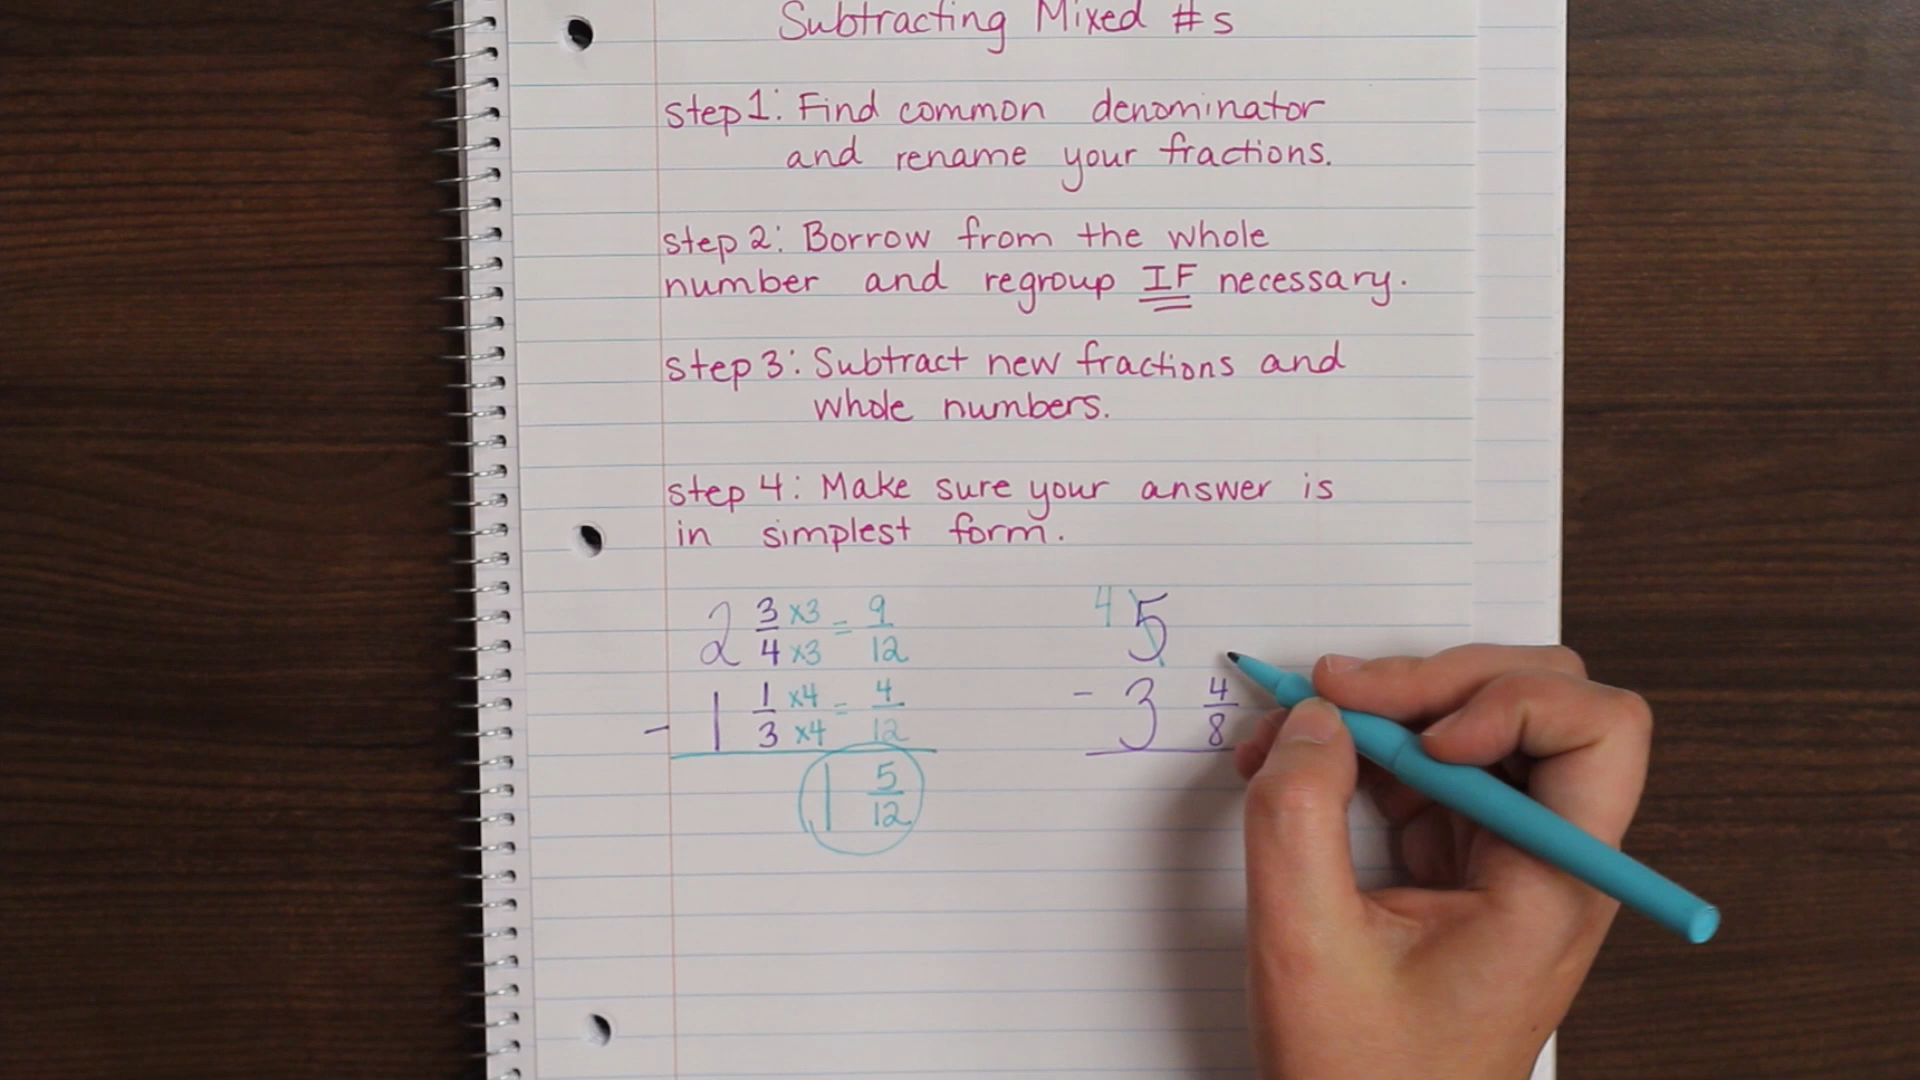 Subtracting Mixed #s
step 1: Find common denominator
and rename your fractions.
step 2: Borrow from the whole
number and regroup IF necessary.
step 3: Subtract new fractions and
whole numbers.
step 4: Make sure your answer is
in simplest form.
2 3/4 x3/x3 = 9/12
- 1 1/3 x4/x4 = 4/12
1 5/12
4 5
- 3 4/8